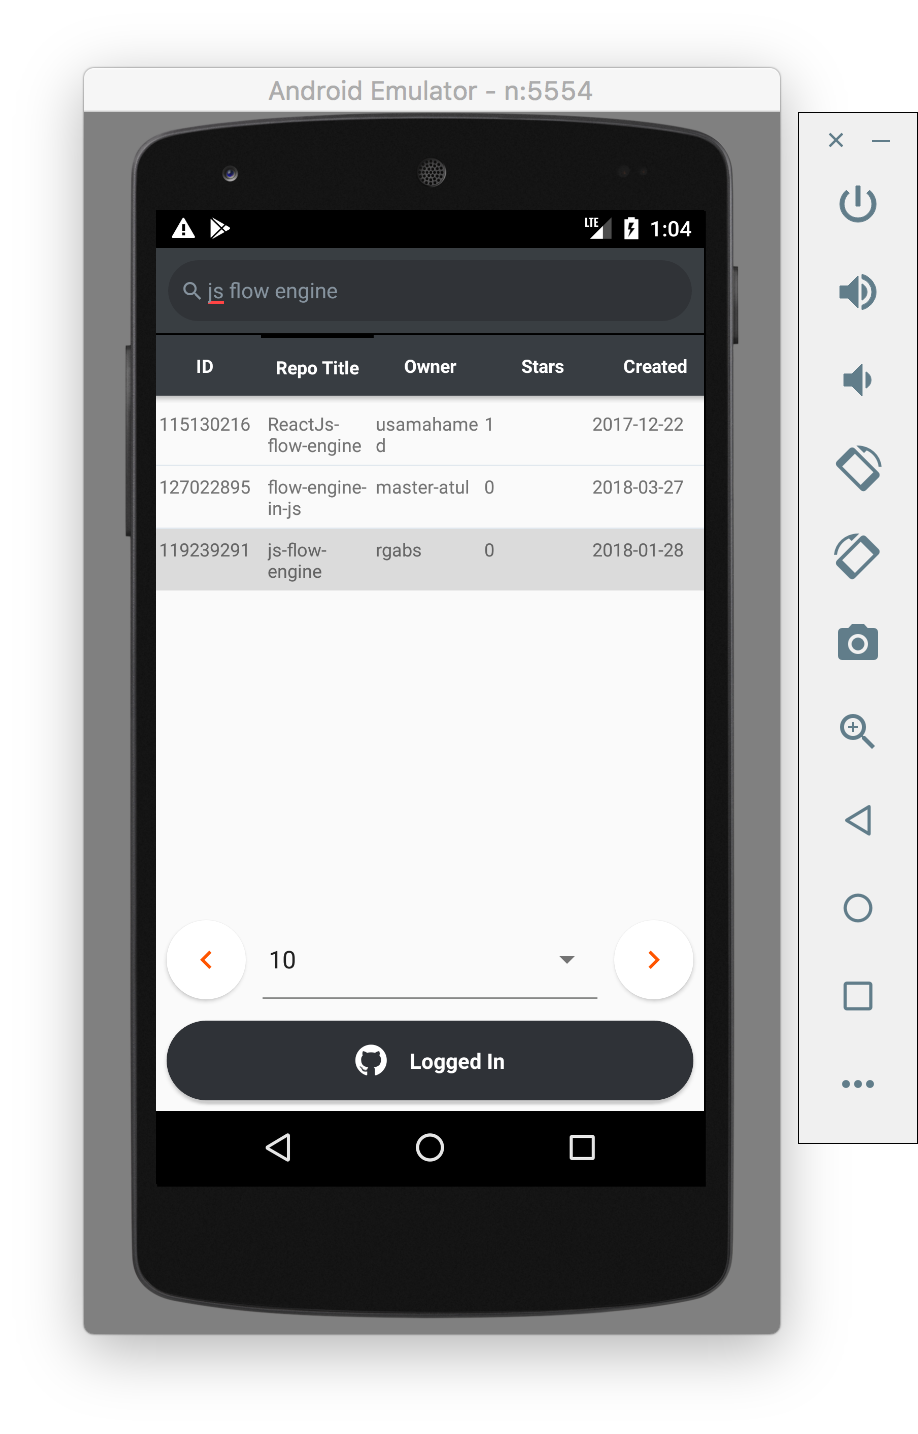 Android Emulator - n:5554
LTE 1:04
js flow engine
ID Repo Title Owner Stars Created
115130216 ReactJs- usamahame 1 2017-12-22
flow-engine d
127022895 flow-engine- master-atul 0 2018-03-27
in-js
119239291 js-flow- rgabs 0 2018-01-28
engine
10
Logged In